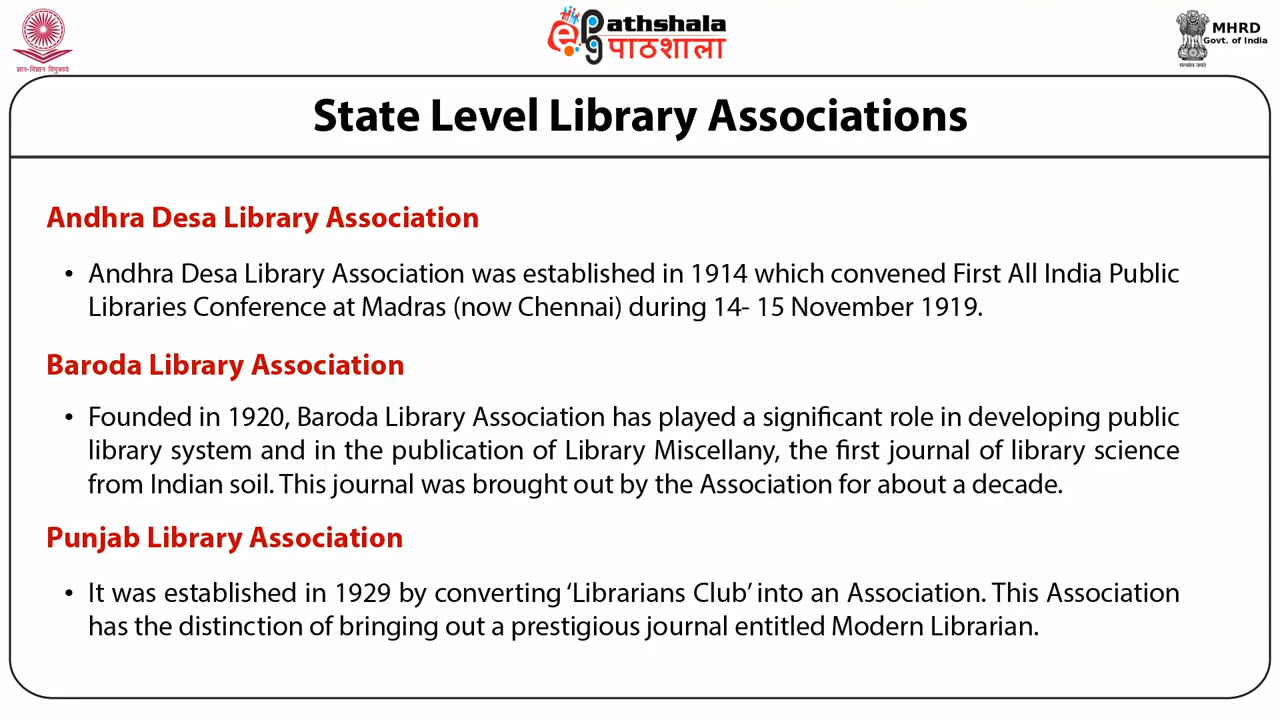 ज्ञान-विज्ञान विमुक्तये
ePathshala
पाठशाला
सत्यमेव जयते
MHRD
Govt. of India
State Level Library Associations
Andhra Desa Library Association
• Andhra Desa Library Association was established in 1914 which convened First All India Public
Libraries Conference at Madras (now Chennai) during 14- 15 November 1919.
Baroda Library Association
• Founded in 1920, Baroda Library Association has played a significant role in developing public
library system and in the publication of Library Miscellany, the first journal of library science
from Indian soil. This journal was brought out by the Association for about a decade.
Punjab Library Association
• It was established in 1929 by converting ‘Librarians Club’ into an Association. This Association
has the distinction of bringing out a prestigious journal entitled Modern Librarian.